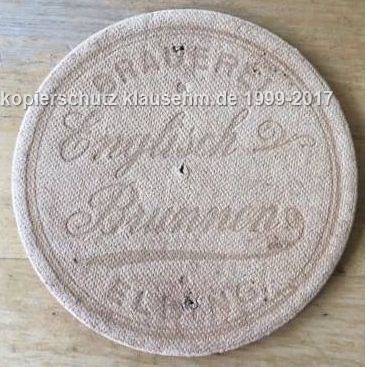 BRAUEREI
kopierschutz klausehm.de 1999-2017
Englisch
Brunnen
ELBING